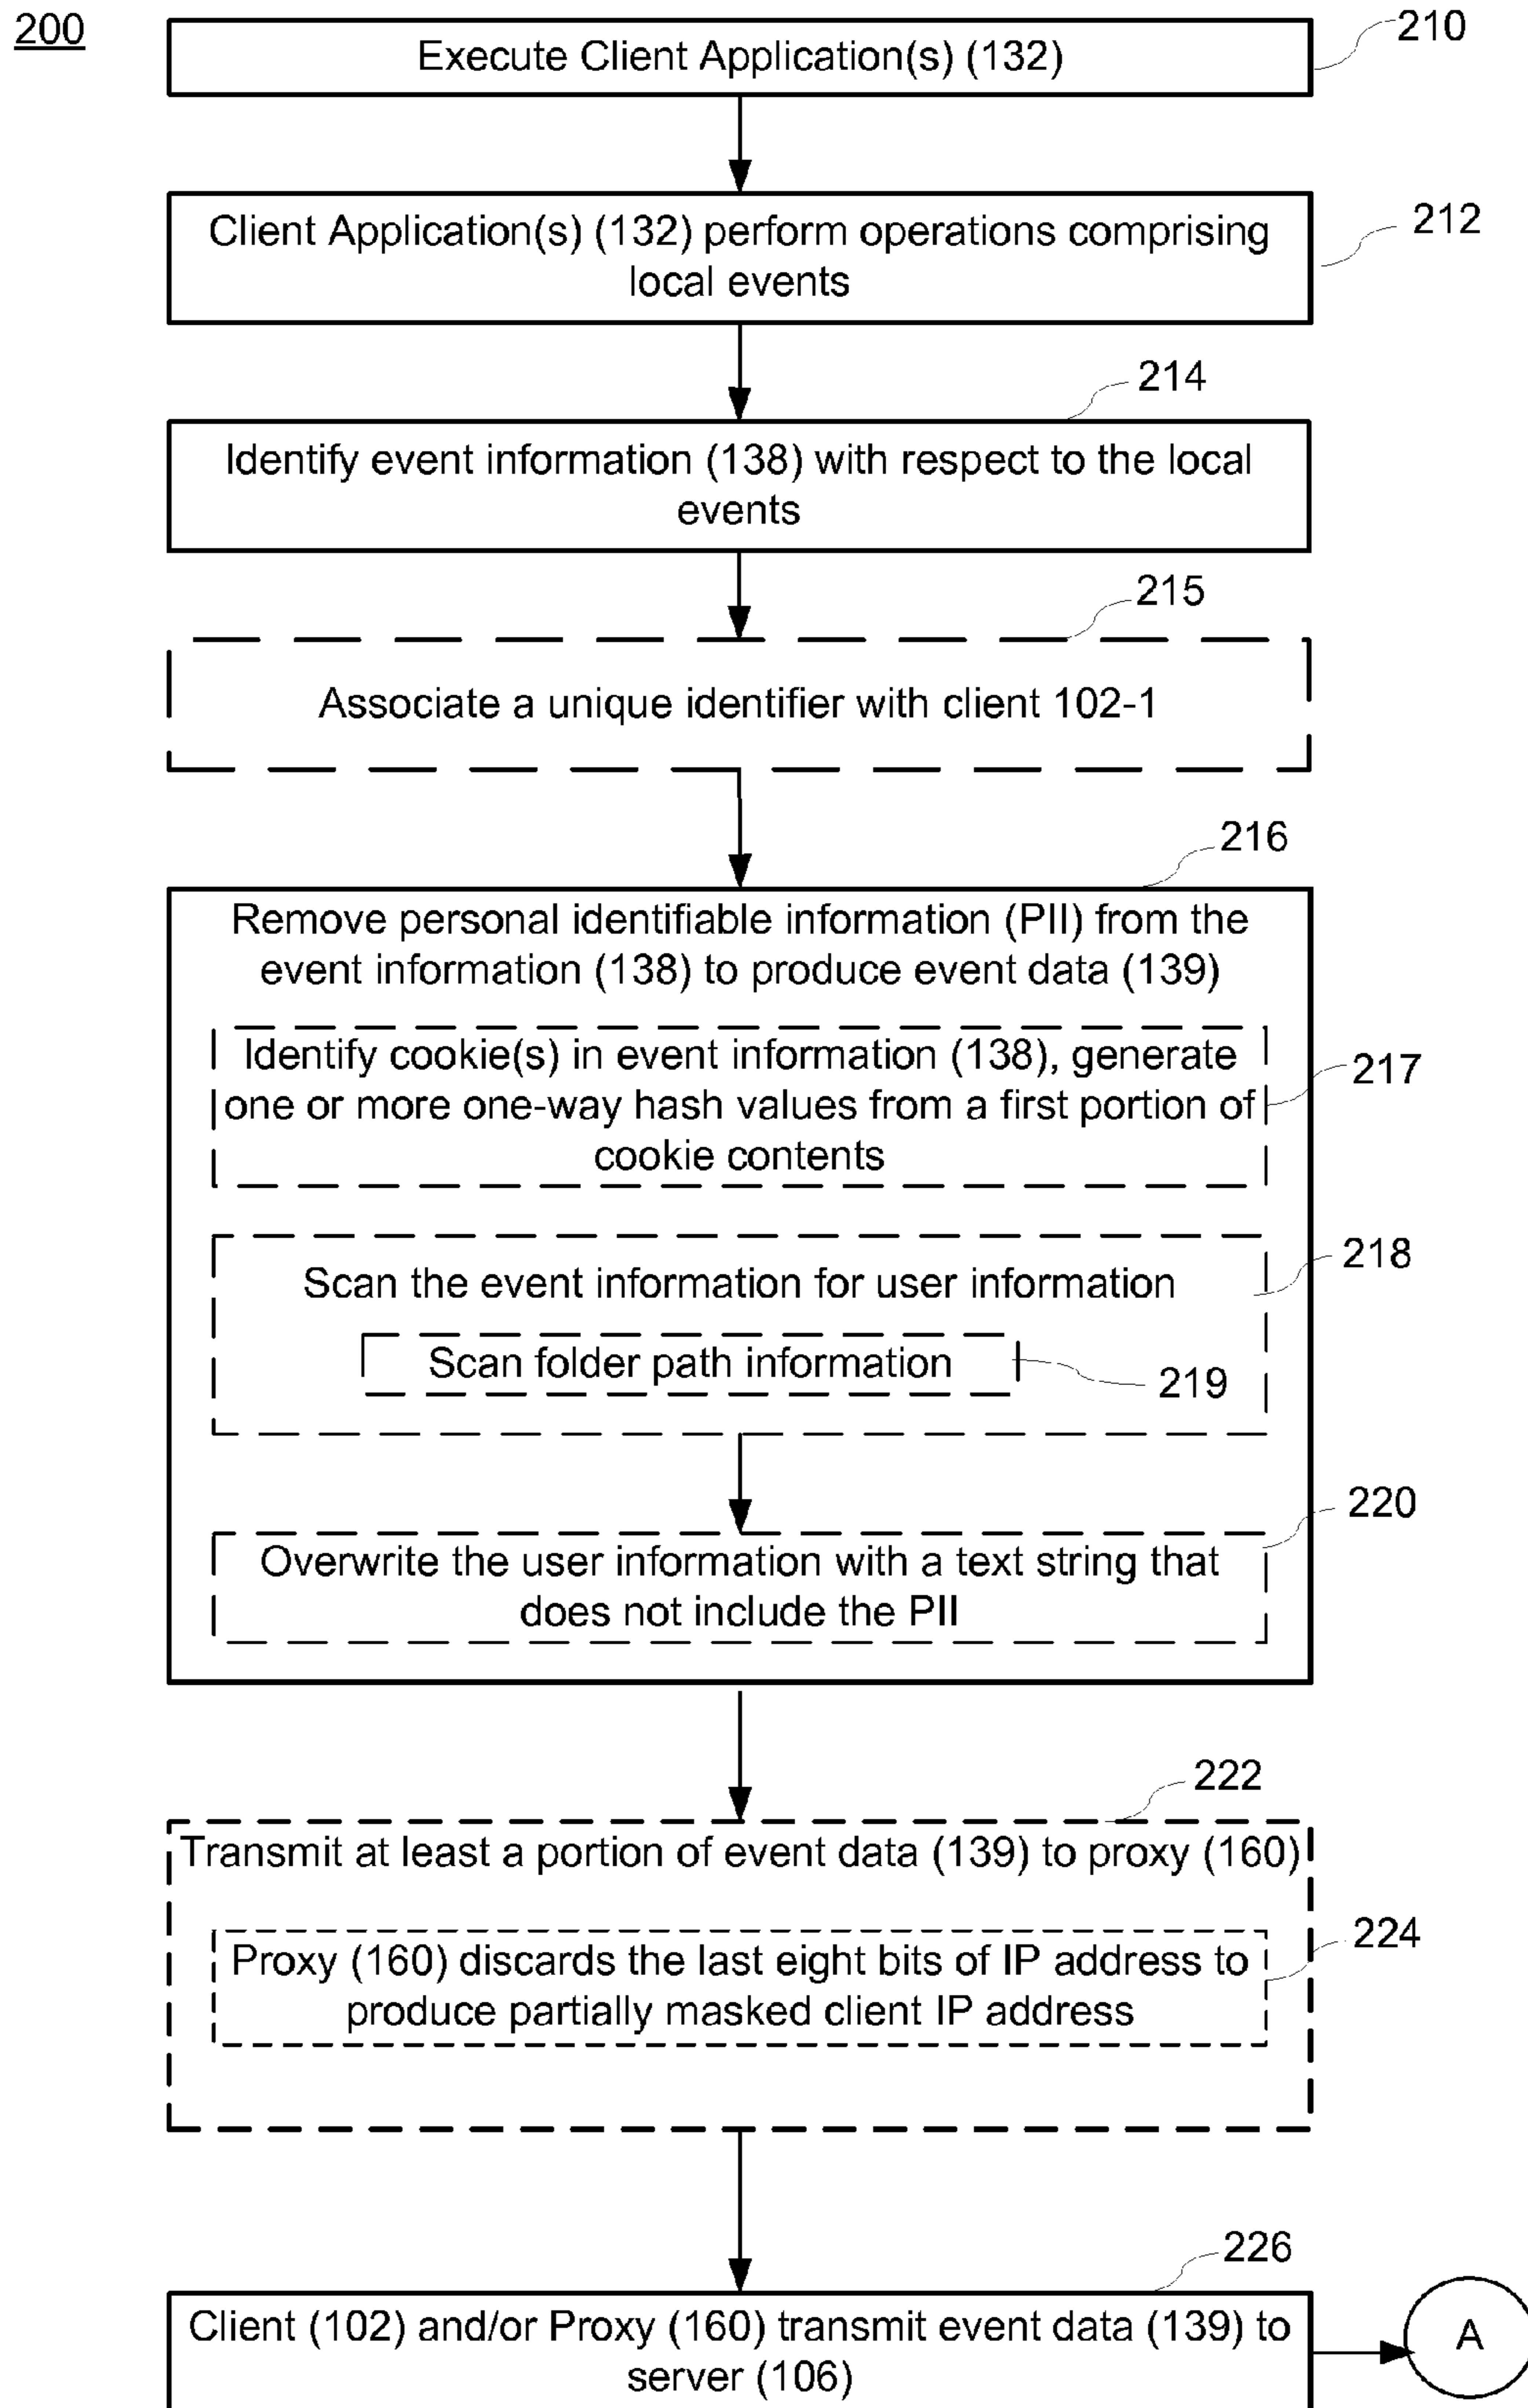 200
Execute Client Application(s) (132)
210
Client Application(s) (132) perform operations comprising
local events
212
214
Identify event information (138) with respect to the local
events
215
Associate a unique identifier with client 102-1
216
Remove personal identifiable information (PII) from the
event information (138) to produce event data (139)
Identify cookie(s) in event information (138), generate
one or more one-way hash values from a first portion of
cookie contents
217
218
Scan the event information for user information
Scan folder path information
219
220
Overwrite the user information with a text string that
does not include the PII
222
Transmit at least a portion of event data (139) to proxy (160)
224
Proxy (160) discards the last eight bits of IP address to
produce partially masked client IP address
226
Client (102) and/or Proxy (160) transmit event data (139) to
server (106)
A